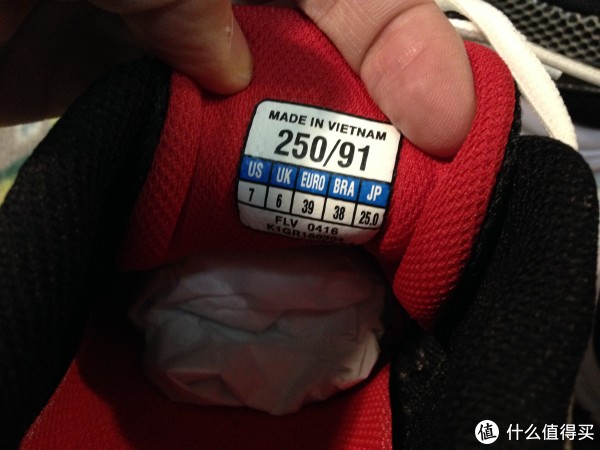 MADE IN VIETNAM
250/91
US UK EURO BRA JP
7 6 39 38 25.0
FLV 0416
值 什么值得买